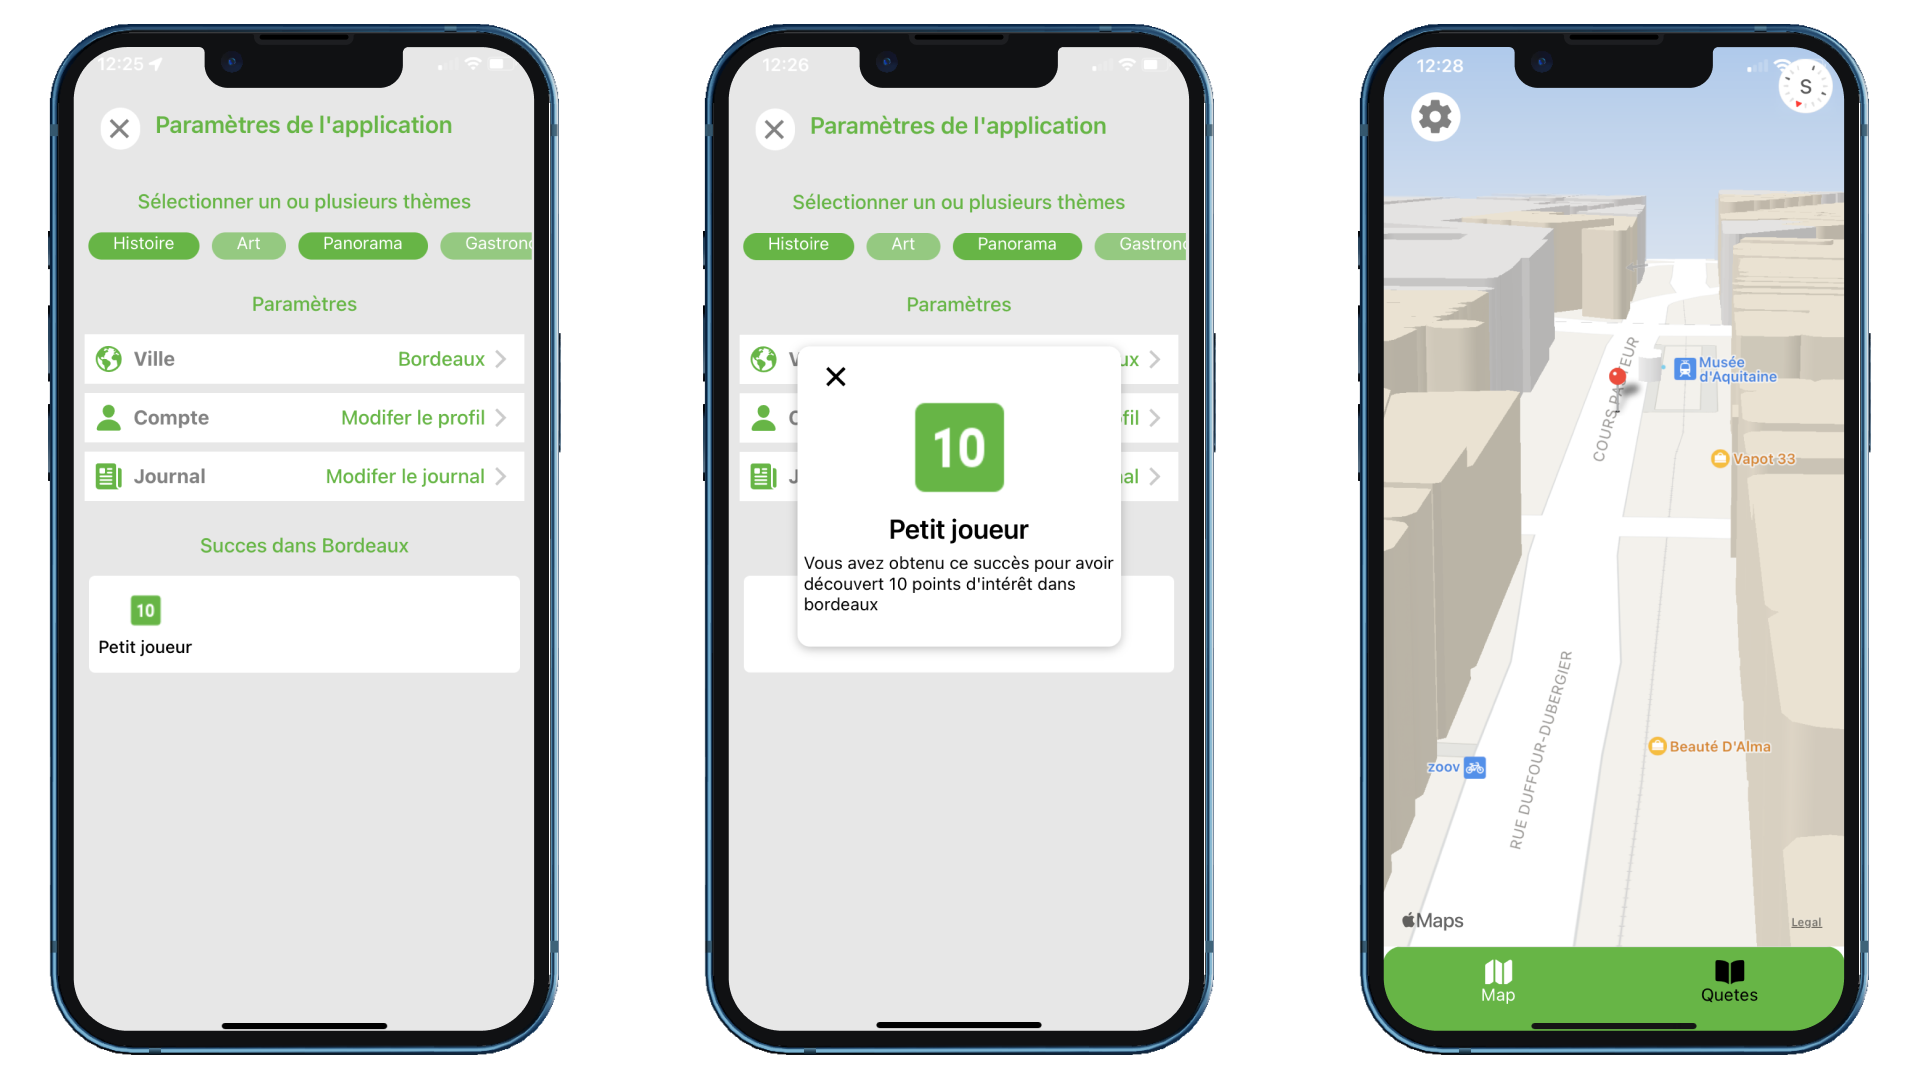 12:25
Paramètres de l'application
Sélectionner un ou plusieurs thèmes
Histoire Art Panorama Gastrono
Paramètres
Ville Bordeaux
Compte Modifer le profil
Journal Modifer le journal
Succes dans Bordeaux
10
Petit joueur
12:26
Paramètres de l'application
Sélectionner un ou plusieurs thèmes
Histoire Art Panorama Gastrono
Paramètres
V ux
C fil
J al
10
Petit joueur
Vous avez obtenu ce succès pour avoir
découvert 10 points d'intérêt dans
bordeaux
12:28
S
COURS PASTEUR
Musée
d'Aquitaine
Vapot 33
RUE DUFFOUR-DUBERGIER
Beauté D'Alma
zoov
Maps
Legal
Map
Quetes